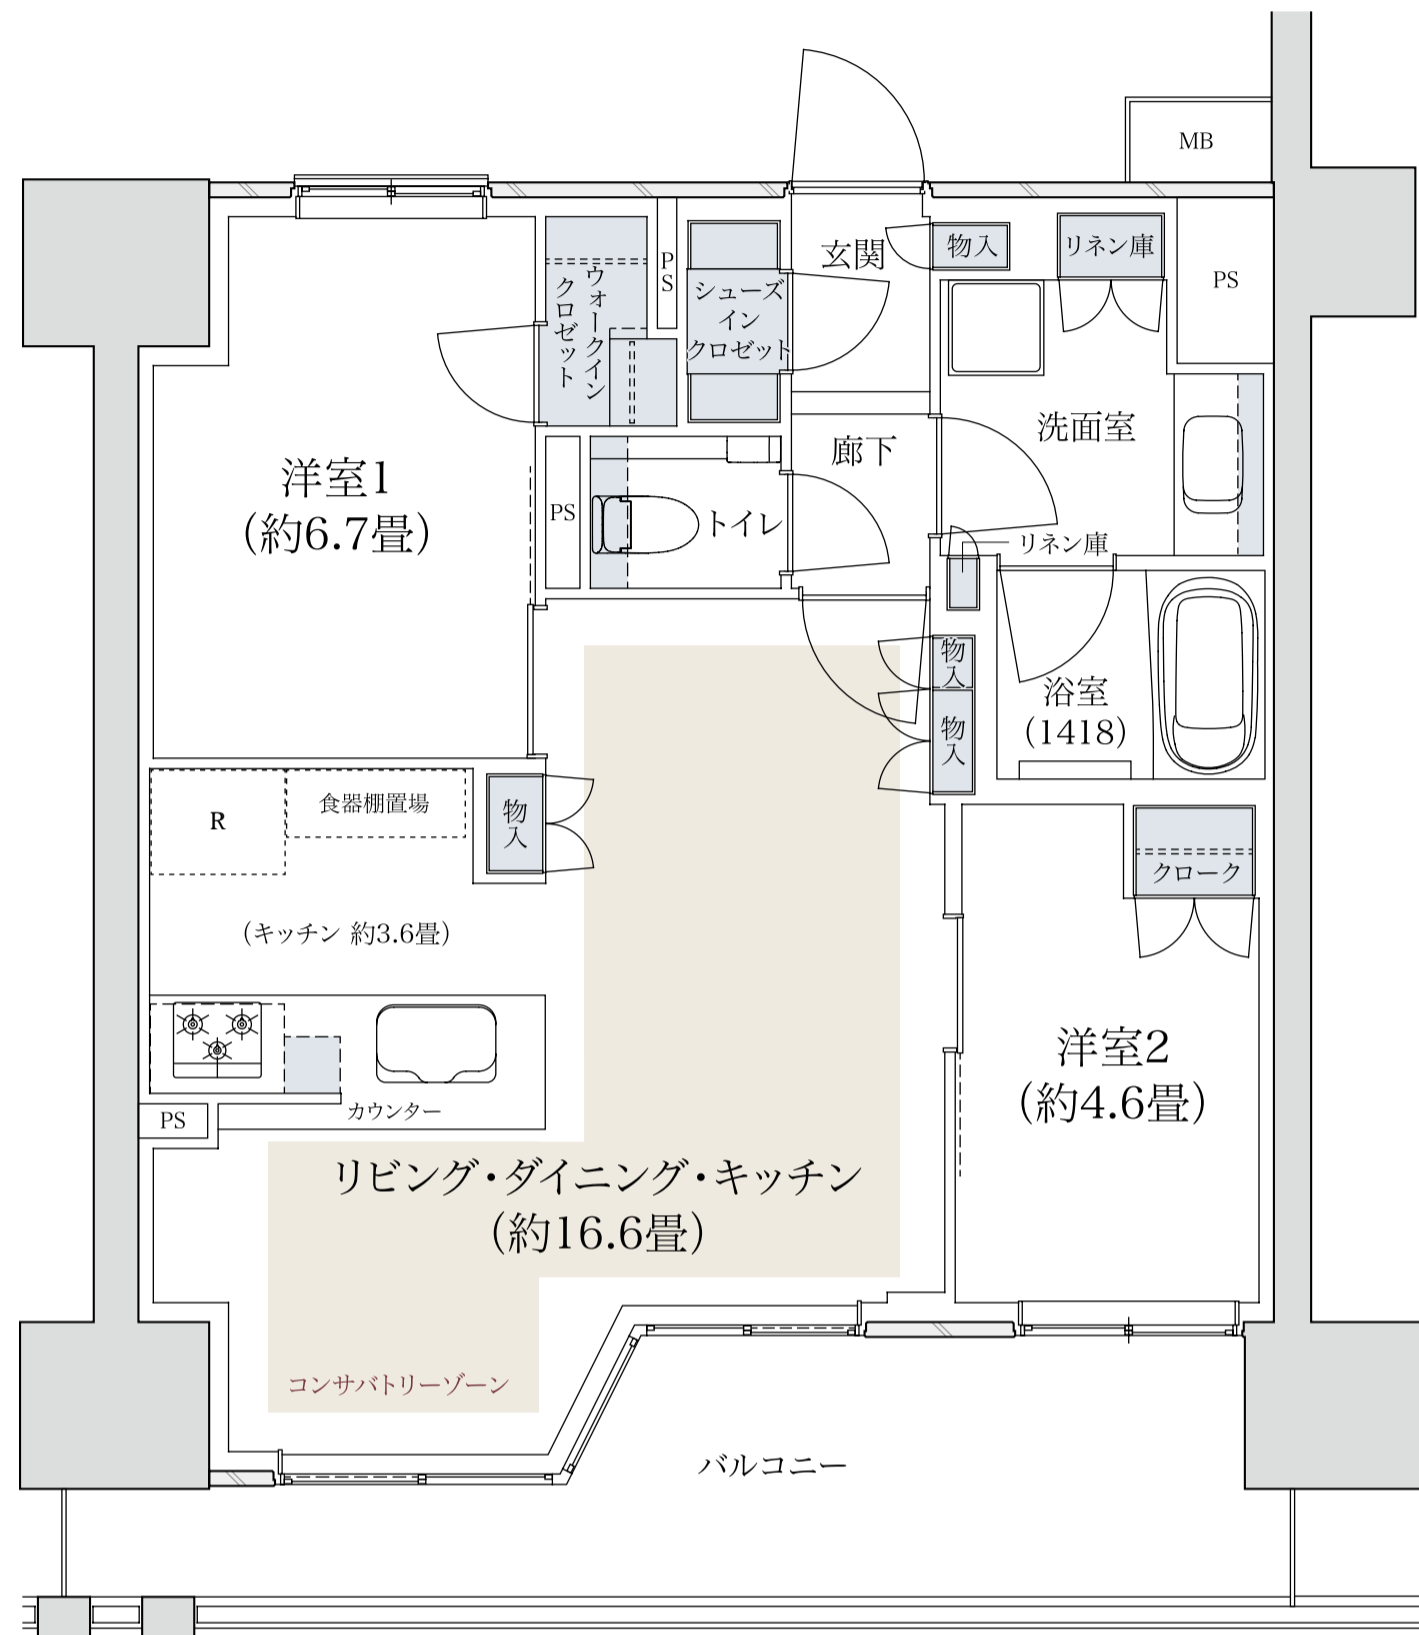 MB
玄関
物入
リネン庫
PS
PS
ウォークイン
クロゼット
シューズ
イン
クロゼット
洗面室
廊下
洋室1
(約6.7畳)
PS
トイレ
リネン庫
物入
浴室
(1418)
物入
R
食器棚置場
物入
クローク
(キッチン 約3.6畳)
洋室2
(約4.6畳)
カウンター
PS
リビング・ダイニング・キッチン
(約16.6畳)
コンサバトリーゾーン
バルコニー